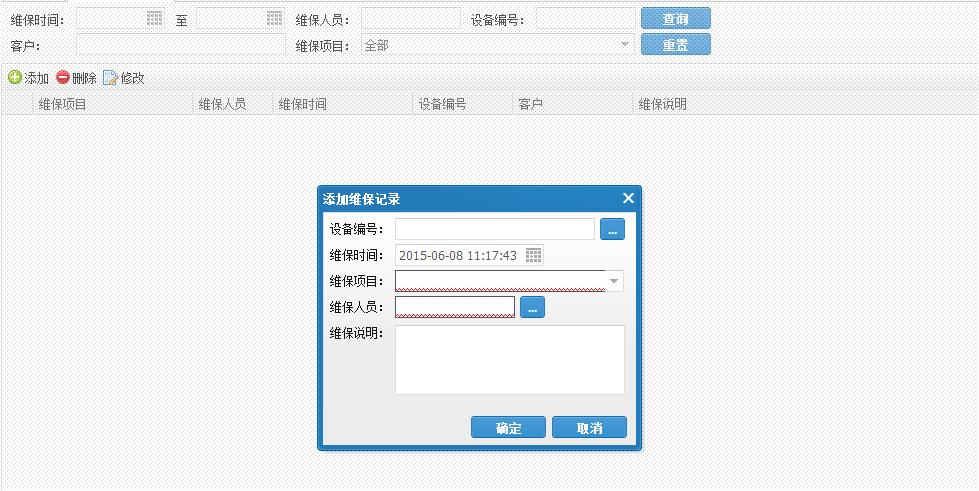 维保时间： 至 维保人员： 设备编号： 查询
客户： 维保项目： 全部 重置
添加 删除 修改
维保项目 维保人员 维保时间 设备编号 客户 维保说明
添加维保记录
设备编号： ...
维保时间： 2015-06-08 11:17:43
维保项目：
维保人员： ...
维保说明：
确定 取消